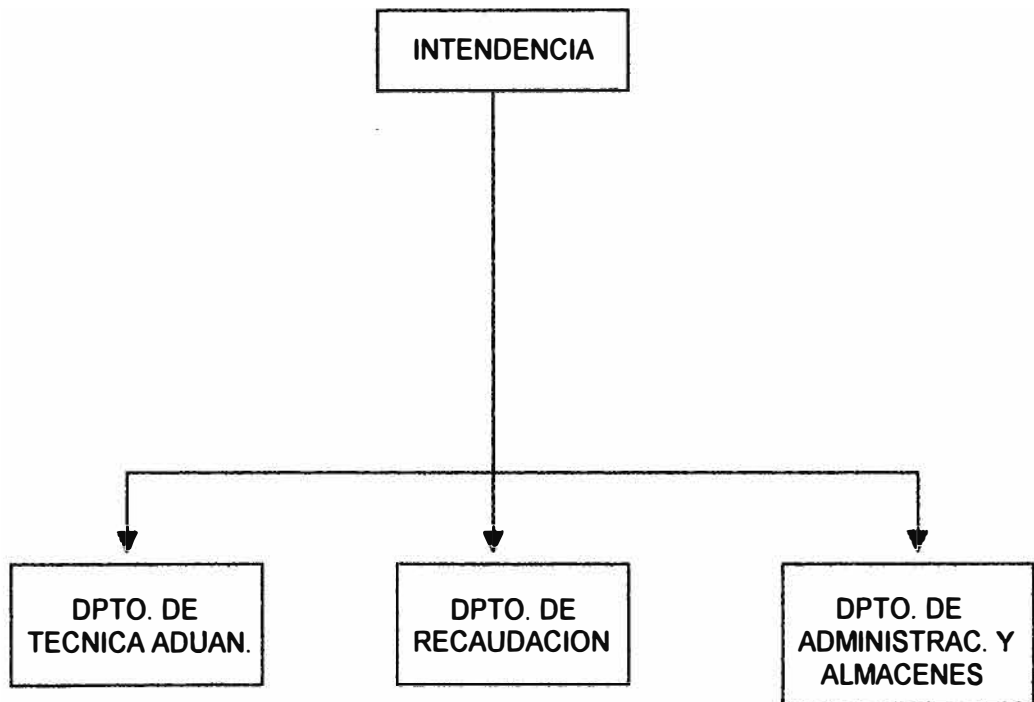 INTENDENCIA
DPTO. DE
TECNICA ADUAN.
DPTO. DE
RECAUDACION
DPTO. DE
ADMINISTRAC. Y
ALMACENES